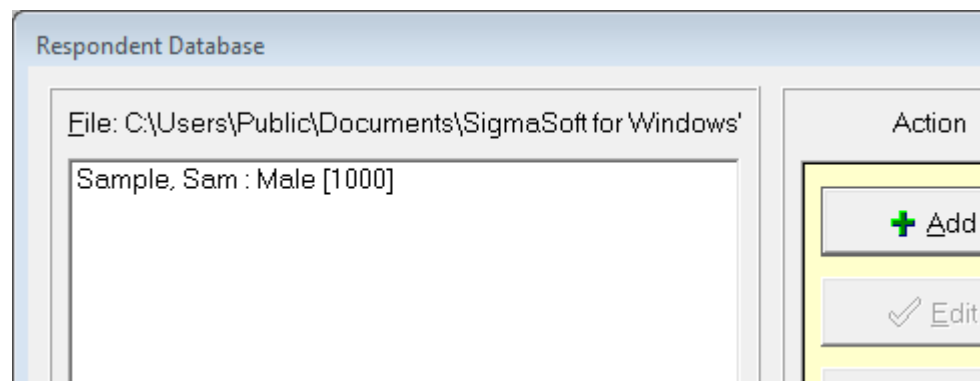 Respondent Database
File: C:\Users\Public\Documents\SigmaSoft for Windows'
Action
Sample, Sam : Male [1000]
Add
Edit